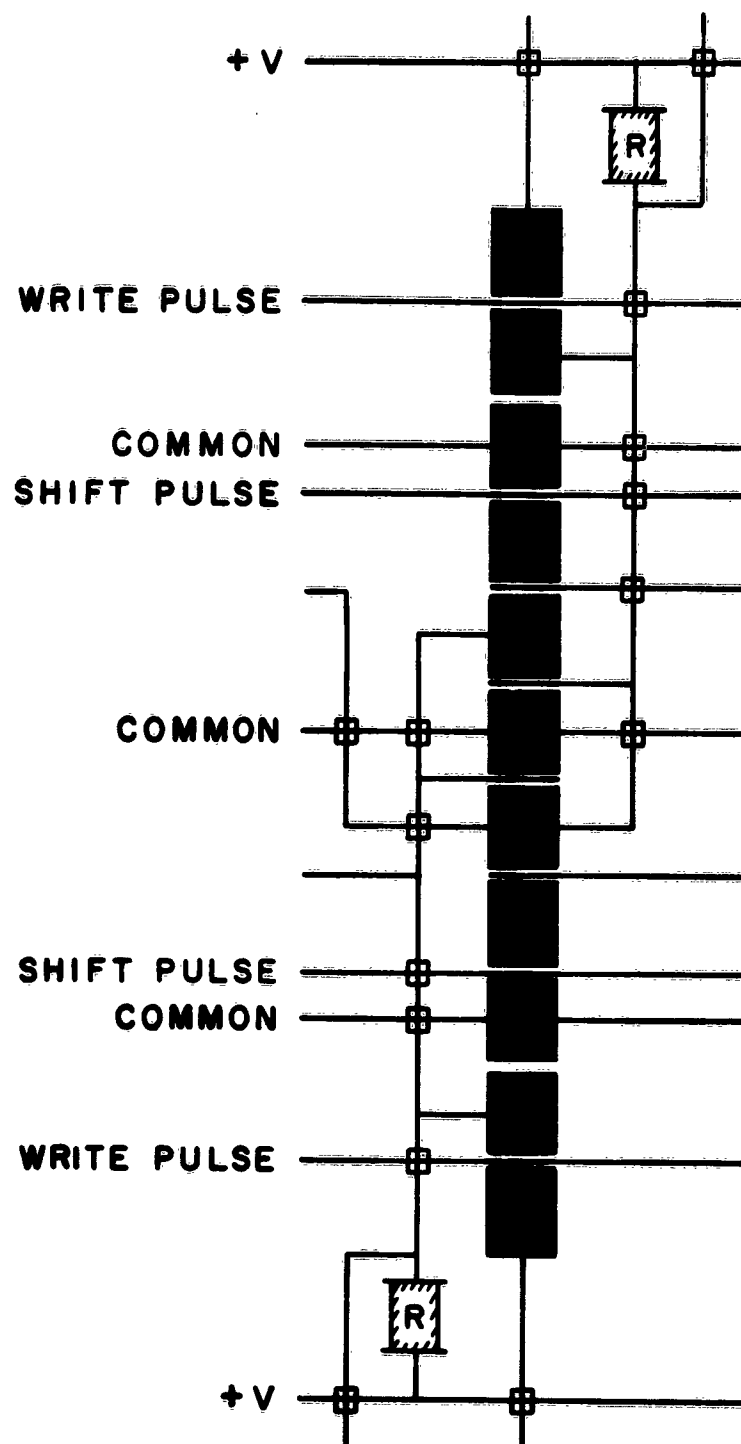 + V
R
WRITE PULSE
COMMON
SHIFT PULSE
COMMON
SHIFT PULSE
COMMON
WRITE PULSE
R
+ V